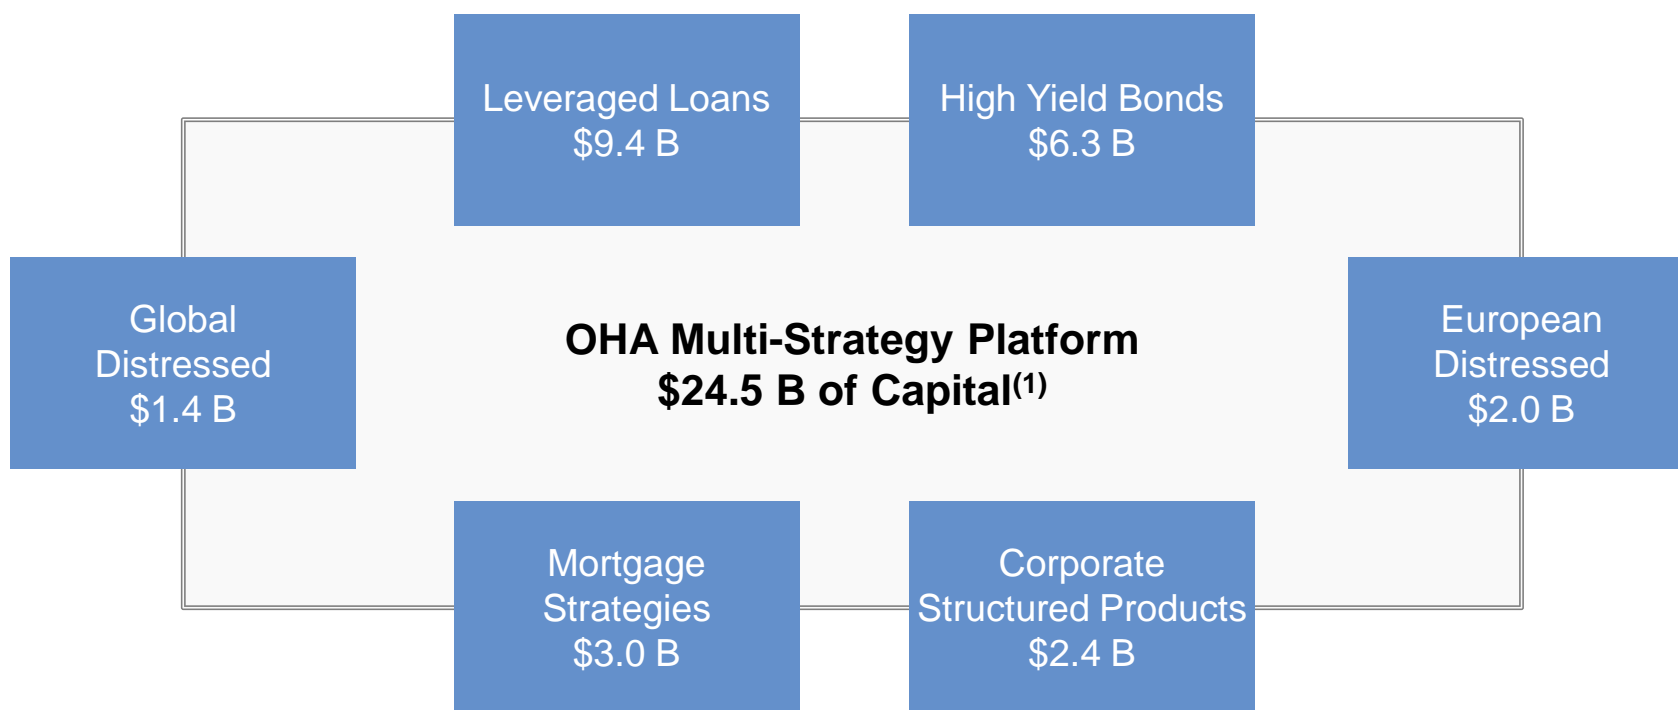 Leveraged Loans
$9.4 B
High Yield Bonds
$6.3 B
Global
Distressed
$1.4 B
OHA Multi-Strategy Platform
$24.5 B of Capital(1)
European
Distressed
$2.0 B
Mortgage
Strategies
$3.0 B
Corporate
Structured Products
$2.4 B